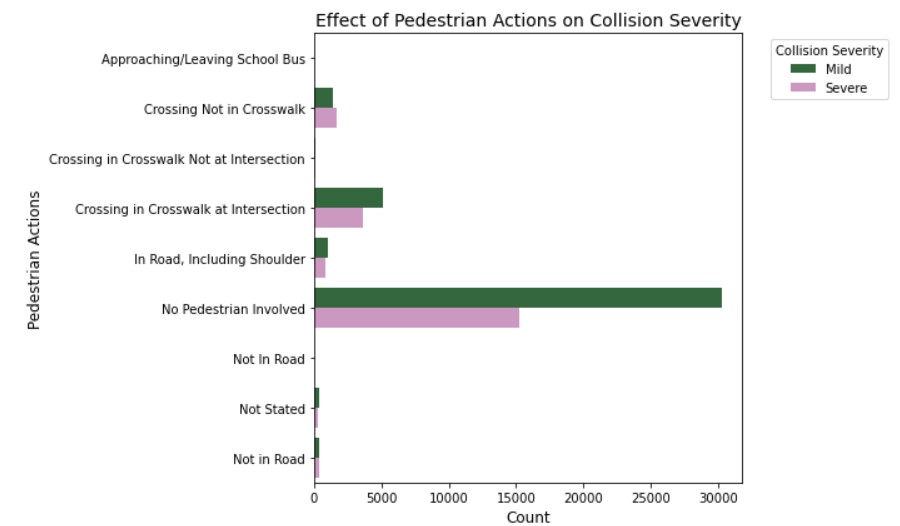 Effect of Pedestrian Actions on Collision Severity
Collision Severity
Mild
Severe
Pedestrian Actions
Approaching/Leaving School Bus
Crossing Not in Crosswalk
Crossing in Crosswalk Not at Intersection
Crossing in Crosswalk at Intersection
In Road, Including Shoulder
No Pedestrian Involved
Not In Road
Not Stated
Not in Road
0 5000 10000 15000 20000 25000 30000
Count